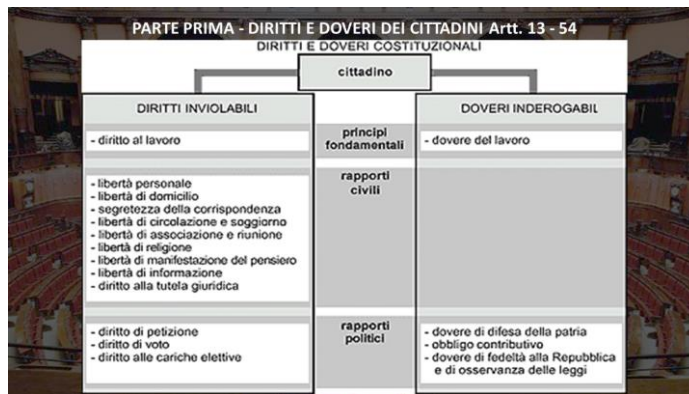 PARTE PRIMA - DIRITTI E DOVERI DEI CITTADINI Artt. 13 - 54
DIRITTI E DOVERI COSTITUZIONALI
cittadino
DIRITTI INVIOLABILI
DOVERI INDEROGABIL
- diritto al lavoro
principi
fondamentali
- dovere del lavoro
- libertà personale
- libertà di domicilio
- segretezza della corrispondenza
- libertà di circolazione e soggiorno
- libertà di associazione e riunione
- libertà di religione
- libertà di manifestazione del pensiero
- libertà di informazione
- diritto alla tutela giuridica
rapporti
civili
- diritto di petizione
- diritto di voto
- diritto alle cariche elettive
rapporti
politici
- dovere di difesa della patria
- obbligo contributivo
- dovere di fedeltà alla Repubblica
e di osservanza delle leggi